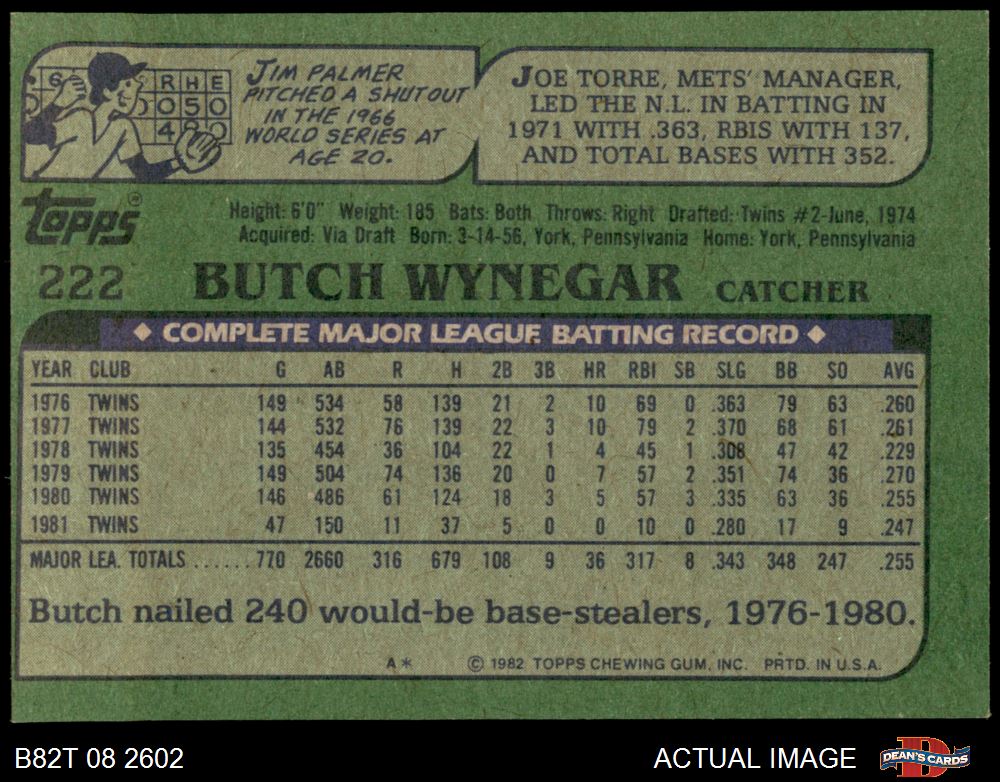 JIM PALMER
PITCHED A SHUTOUT
IN THE 1966
WORLD SERIES AT
AGE 20.
6 R H E
0 0 5 0
4 6 0
JOE TORRE, METS' MANAGER,
LED THE N.L. IN BATTING IN
1971 WITH .363, RBIS WITH 137,
AND TOTAL BASES WITH 352.
topps®
Height: 6'0" Weight: 185 Bats: Both Throws: Right Drafted: Twins #2-June, 1974
Acquired: Via Draft Born: 3-14-56, York, Pennsylvania Home: York, Pennsylvania
222 BUTCH WYNEGAR CATCHER
◆ COMPLETE MAJOR LEAGUE BATTING RECORD ◆
YEAR CLUB G AB R H 2B 3B HR RBI SB SLG BB SO AVG
1976 TWINS 149 534 58 139 21 2 10 69 0 .363 79 63 .260
1977 TWINS 144 532 76 139 22 3 10 79 2 .370 68 61 .261
1978 TWINS 135 454 36 104 22 1 4 45 1 .308 47 42 .229
1979 TWINS 149 504 74 136 20 0 7 57 2 .351 74 36 .270
1980 TWINS 146 486 61 124 18 3 5 57 3 .335 63 36 .255
1981 TWINS 47 150 11 37 5 0 0 10 0 .280 17 9 .247
MAJOR LEA. TOTALS ...... 770 2660 316 679 108 9 36 317 8 .343 348 247 .255
Butch nailed 240 would-be base-stealers, 1976-1980.
A* © 1982 TOPPS CHEWING GUM, INC. PRTD. IN U.S.A.
B82T 08 2602 ACTUAL IMAGE DEAN'S CARDS